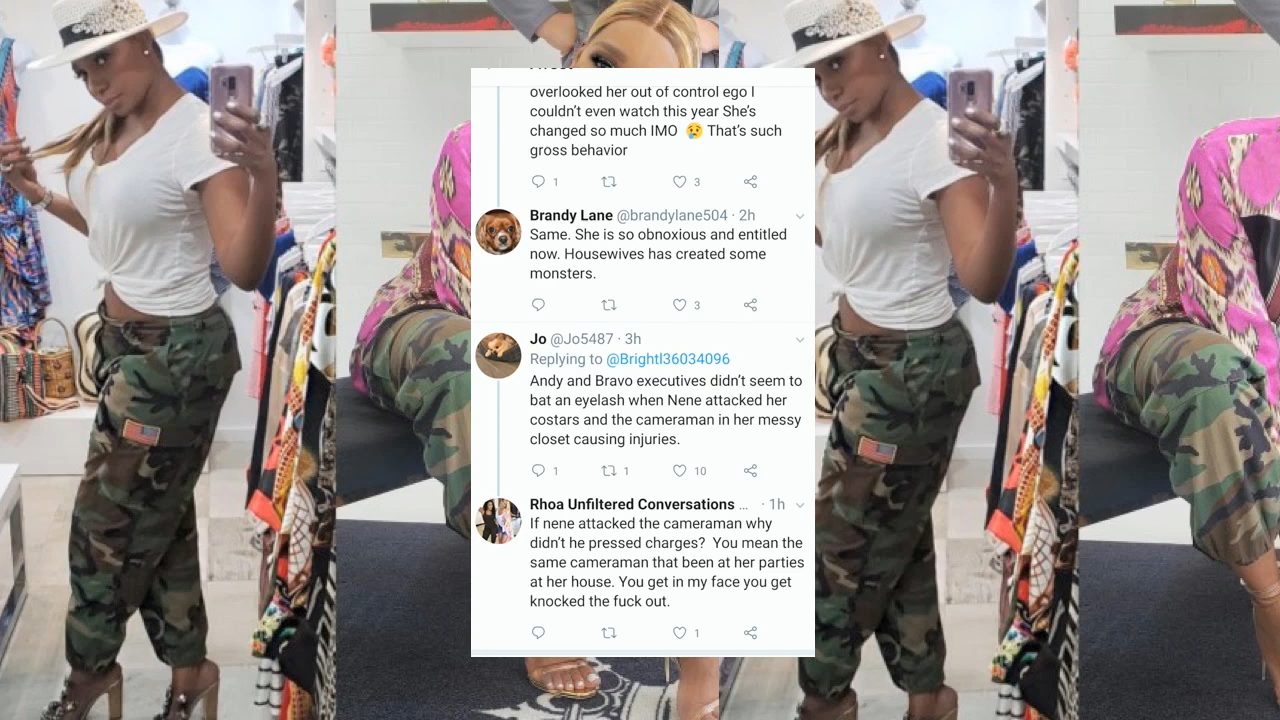 overlooked her out of control ego I
couldn't even watch this year She's
changed so much IMO 😢 That's such
gross behavior
1 3
Brandy Lane @brandylane504 · 2h
Same. She is so obnoxious and entitled
now. Housewives has created some
monsters.
3
Jo @Jo5487 · 3h
Replying to @Brightl36034096
Andy and Bravo executives didn't seem to
bat an eyelash when Nene attacked her
costars and the cameraman in her messy
closet causing injuries.
1 1 10
Rhoa Unfiltered Conversations ... · 1h
If nene attacked the cameraman why
didn't he pressed charges?  You mean the
same cameraman that been at her parties
at her house. You get in my face you get
knocked the fuck out.
1